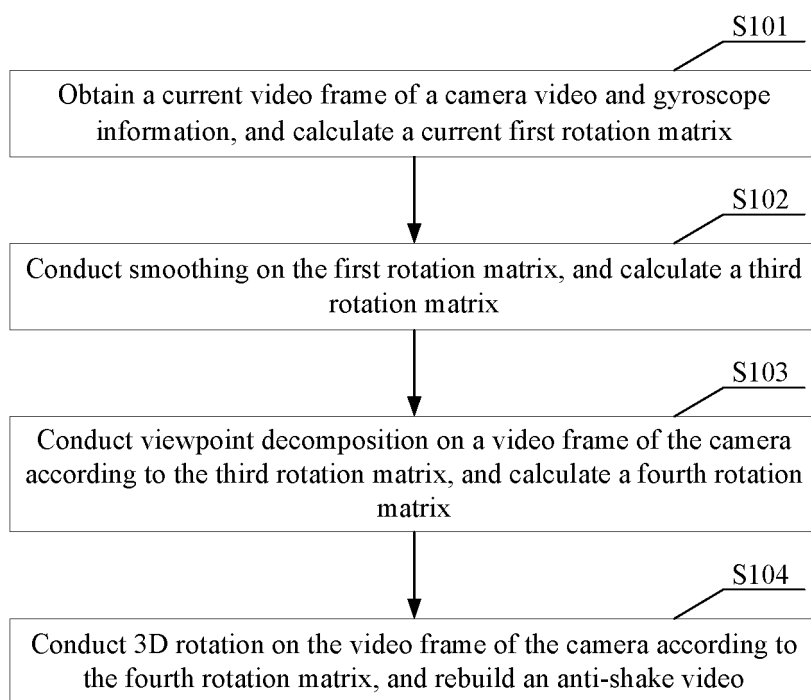 S101
Obtain a current video frame of a camera video and gyroscope
information, and calculate a current first rotation matrix
S102
Conduct smoothing on the first rotation matrix, and calculate a third
rotation matrix
S103
Conduct viewpoint decomposition on a video frame of the camera
according to the third rotation matrix, and calculate a fourth rotation
matrix
S104
Conduct 3D rotation on the video frame of the camera according to
the fourth rotation matrix, and rebuild an anti-shake video